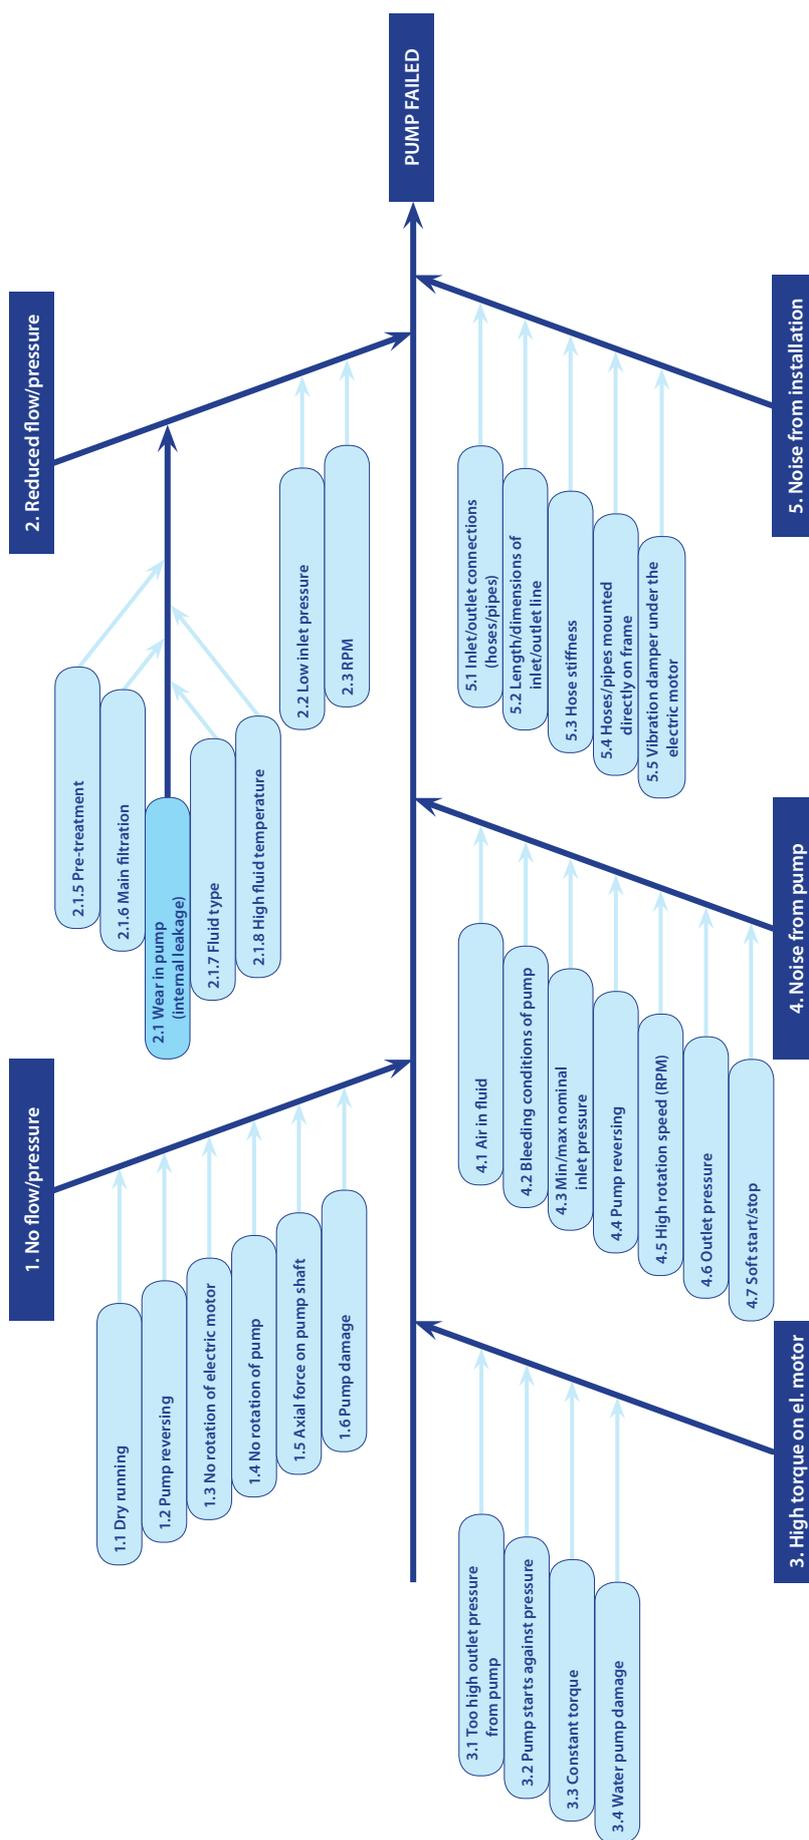 PUMP FAILED
1. No flow/pressure
1.1 Dry running
1.2 Pump reversing
1.3 No rotation of electric motor
1.4 No rotation of pump
1.5 Axial force on pump shaft
1.6 Pump damage
2. Reduced flow/pressure
2.1.5 Pre-treatment
2.1.6 Main filtration
2.1 Wear in pump
(internal leakage)
2.1.7 Fluid type
2.1.8 High fluid temperature
2.2 Low inlet pressure
2.3 RPM
3.1 Too high outlet pressure
from pump
3.2 Pump starts against pressure
3.3 Constant torque
3.4 Water pump damage
3. High torque on el. motor
4.1 Air in fluid
4.2 Bleeding conditions of pump
4.3 Min/max nominal
inlet pressure
4.4 Pump reversing
4.5 High rotation speed (RPM)
4.6 Outlet pressure
4.7 Soft start/stop
4. Noise from pump
5.1 Inlet/outlet connections
(hoses/pipes)
5.2 Length/dimensions of
inlet/outlet line
5.3 Hose stiffness
5.4 Hoses/pipes mounted
directly on frame
5.5 Vibration damper under the
electric motor
5. Noise from installation